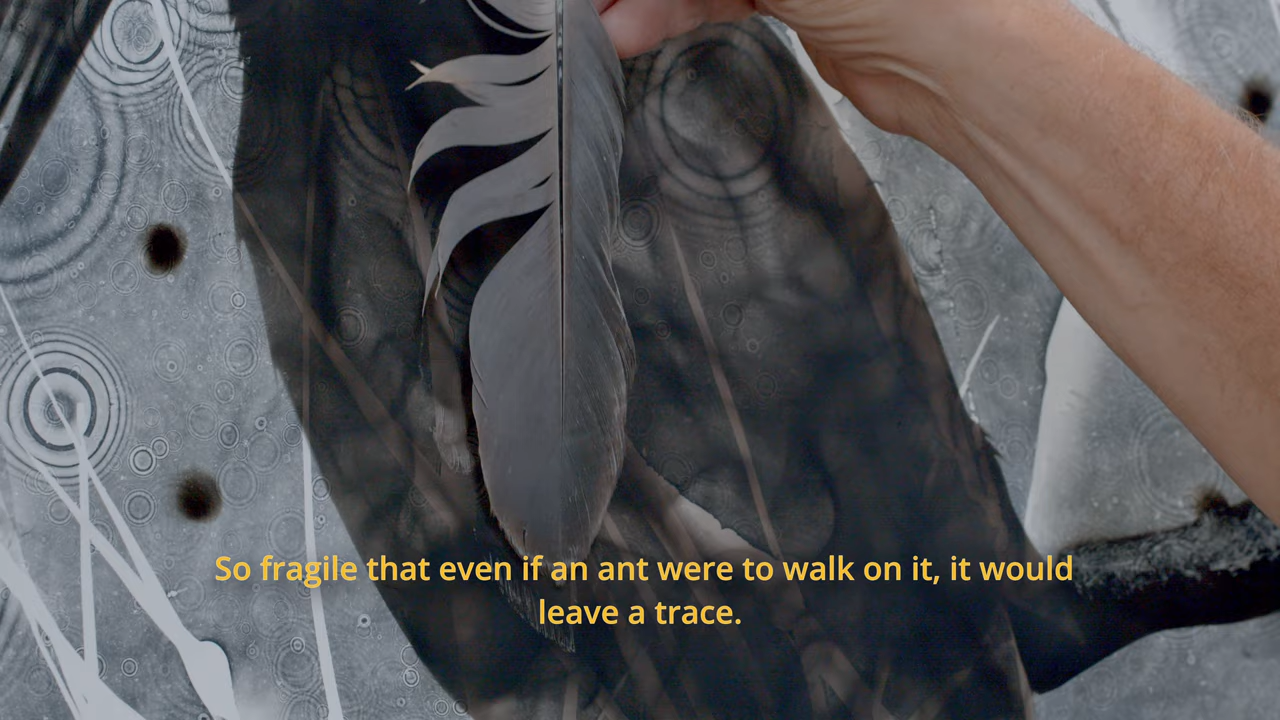 So fragile that even if an ant were to walk on it, it would
leave a trace.